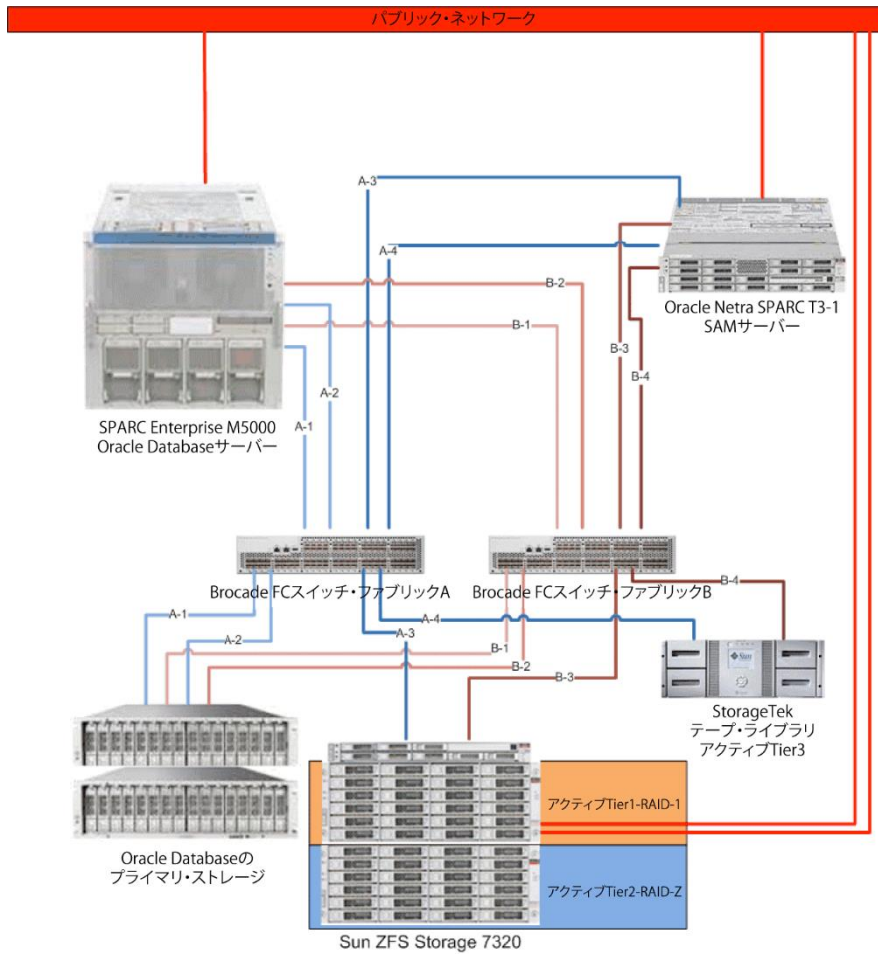 パブリック・ネットワーク
A-3
A-4
B-2
Oracle Netra SPARC T3-1
SAMサーバー
B-1
B-3
B-4
A-2
A-1
SPARC Enterprise M5000
Oracle Databaseサーバー
Brocade FCスイッチ・ファブリックA
Brocade FCスイッチ・ファブリックB
B-4
A-1
A-4
A-3
A-2
B-1
B-2
B-3
Sun
StorageTek
テープ・ライブラリ
アクティブTier3
アクティブTier1-RAID-1
Oracle Databaseの
プライマリ・ストレージ
アクティブTier2-RAID-Z
Sun ZFS Storage 7320